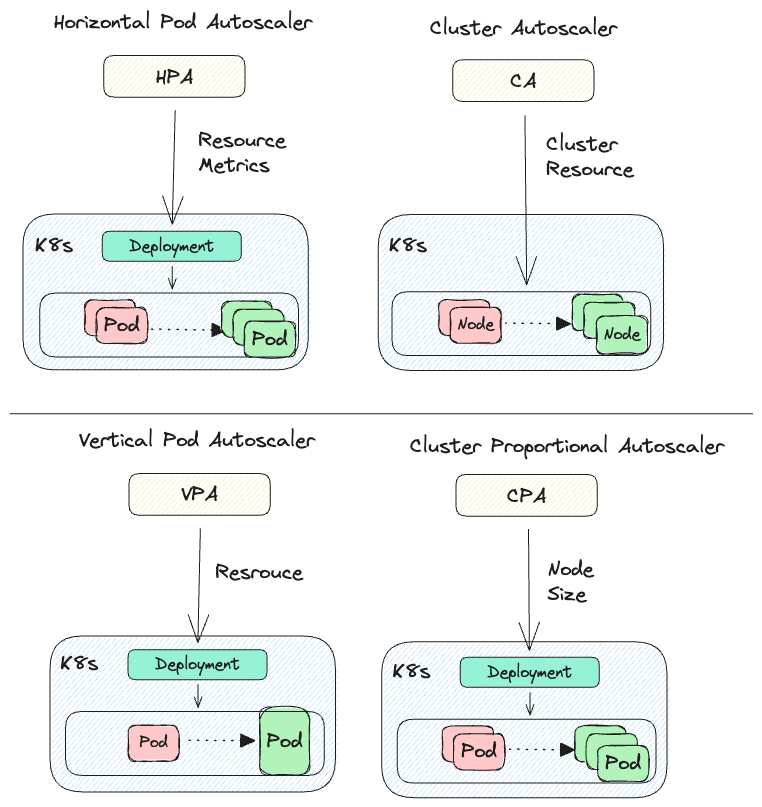 Horizontal Pod Autoscaler
HPA
Resource
Metrics
K8s
Deployment
Pod
Pod
Cluster Autoscaler
CA
Cluster
Resource
K8s
Node
Node
Vertical Pod Autoscaler
VPA
Resrouce
K8s
Deployment
Pod
Pod
Cluster Proportional Autoscaler
CPA
Node
Size
K8s
Deployment
Pod
Pod